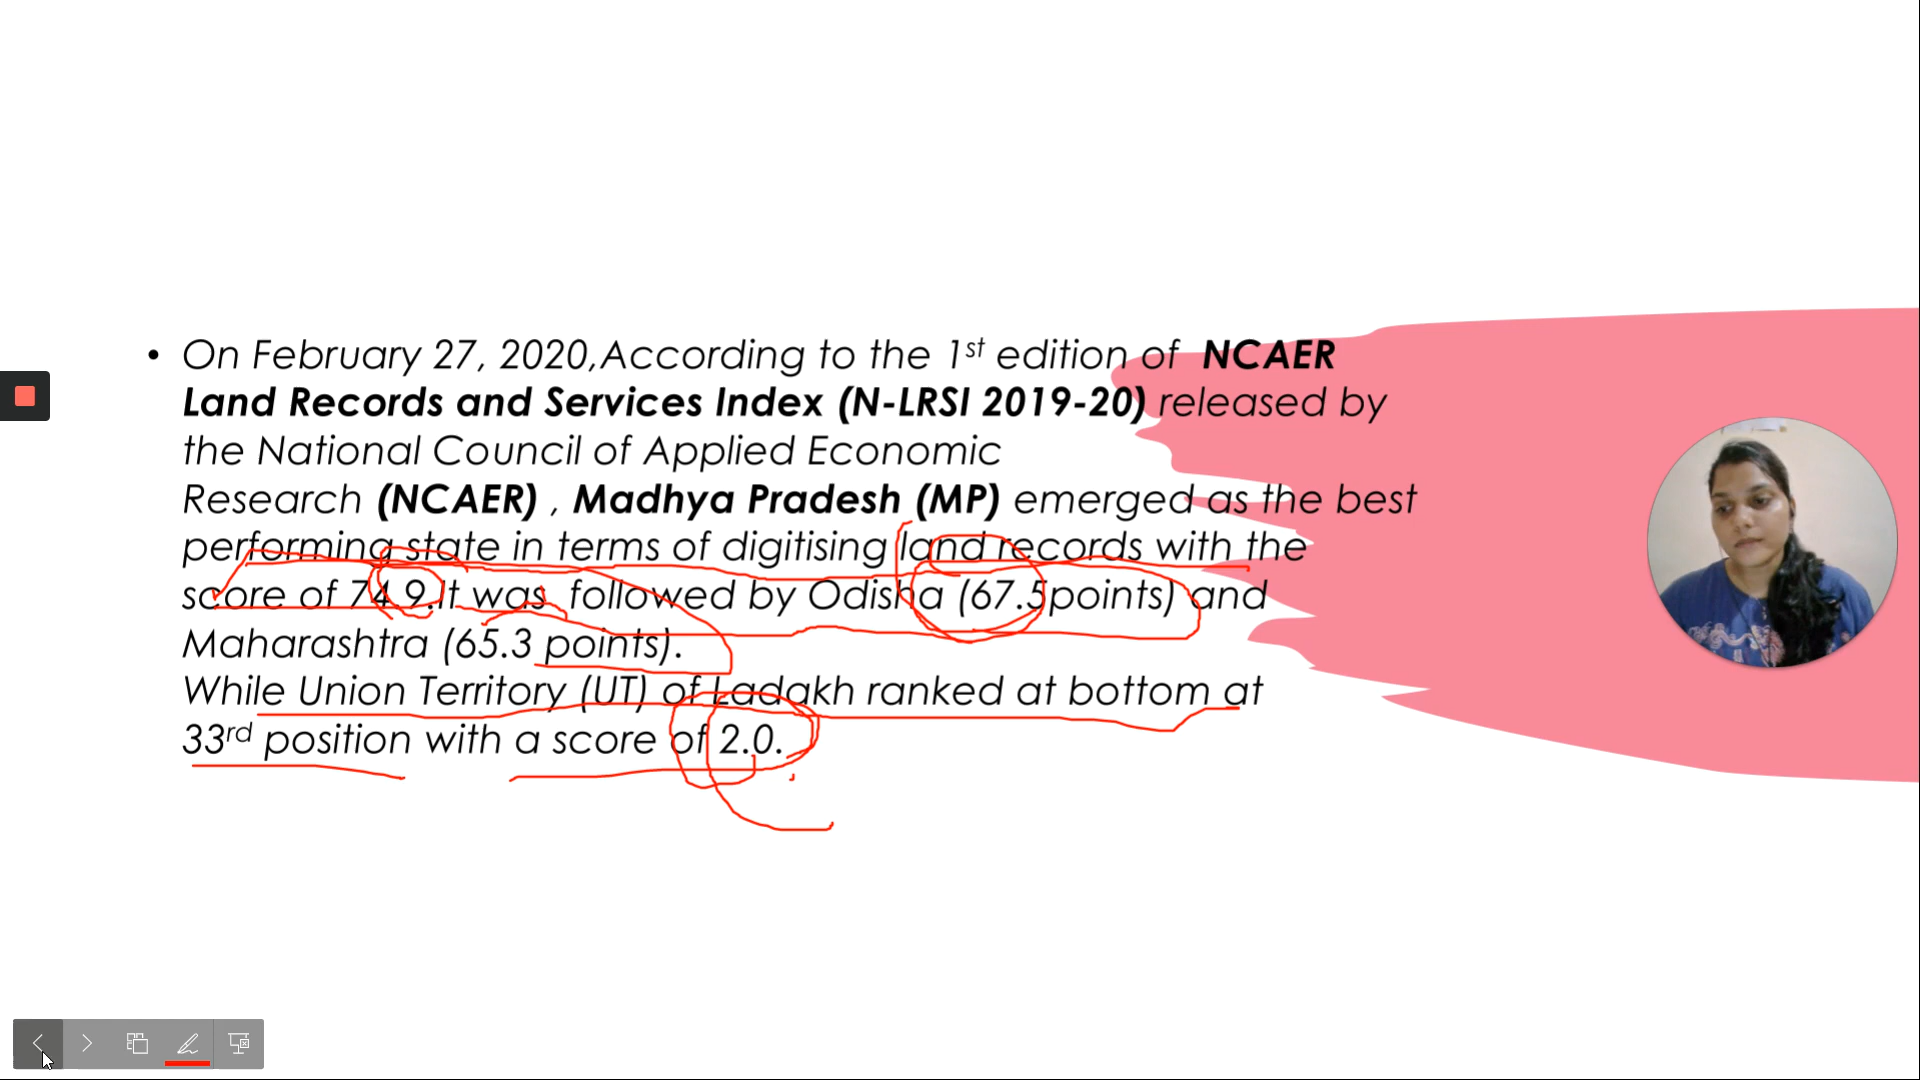 • On February 27, 2020,According to the 1st edition of NCAER
Land Records and Services Index (N-LRSI 2019-20) released by
the National Council of Applied Economic
Research (NCAER) , Madhya Pradesh (MP) emerged as the best
performing state in terms of digitising land records with the
score of 74.9.It was followed by Odisha (67.5points) and
Maharashtra (65.3 points).
While Union Territory (UT) of Ladakh ranked at bottom at
33rd position with a score of 2.0.